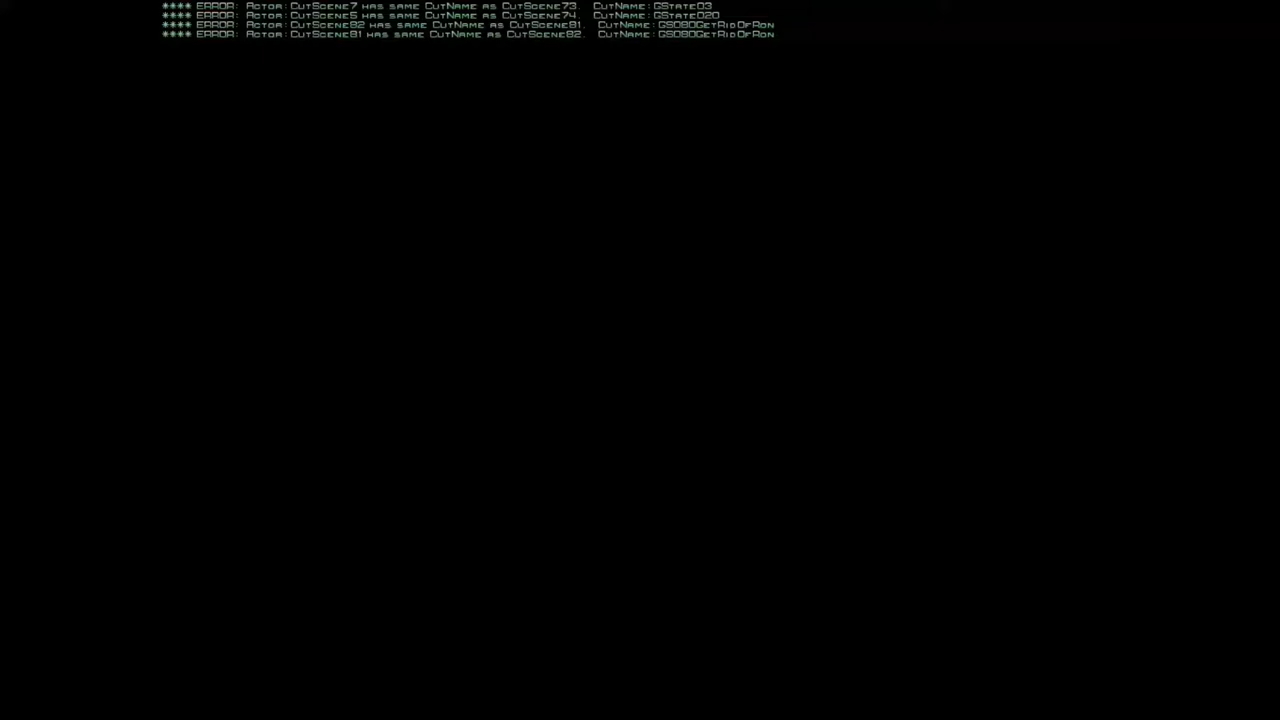 **** ERROR: Actor:CutScene7 has same CutName as CutScene73. CutName:GState03
**** ERROR: Actor:CutScene5 has same CutName as CutScene74. CutName:GState020
**** ERROR: Actor:CutScene82 has same CutName as CutScene81. CutName:GS080GetRidOfRon
**** ERROR: Actor:CutScene81 has same CutName as CutScene82. CutName:GS080GetRidOfRon